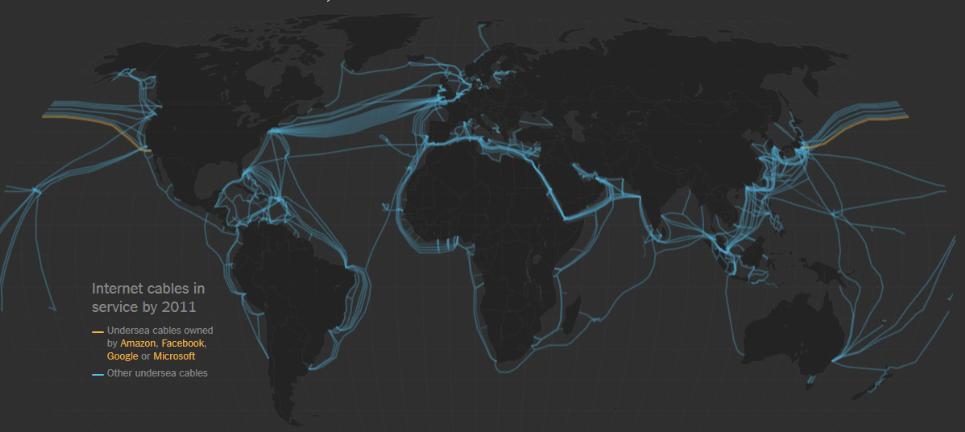 Internet cables in
service by 2011
Undersea cables owned
by Amazon, Facebook,
Google or Microsoft
Other undersea cables